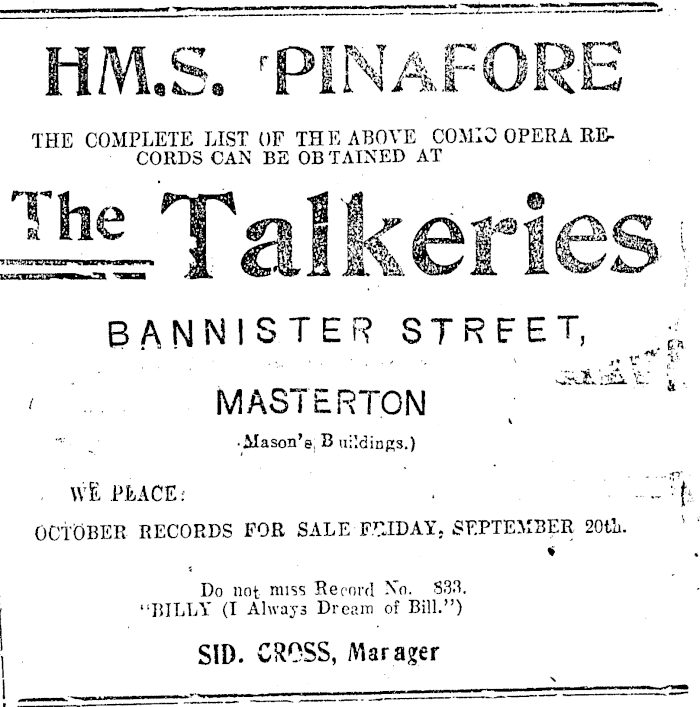 H.M.S. PINAFORE
THE COMPLETE LIST OF THE ABOVE COMIC OPERA RE-
CORDS CAN BE OBTAINED AT
The Talkeries
BANNISTER STREET,
MASTERTON
(Mason's Buildings.)
WE PLACE:
OCTOBER RECORDS FOR SALE FRIDAY, SEPTEMBER 20th.
Do not miss Record No. 833.
"BILLY (I Always Dream of Bill.")
SID. CROSS, Manager